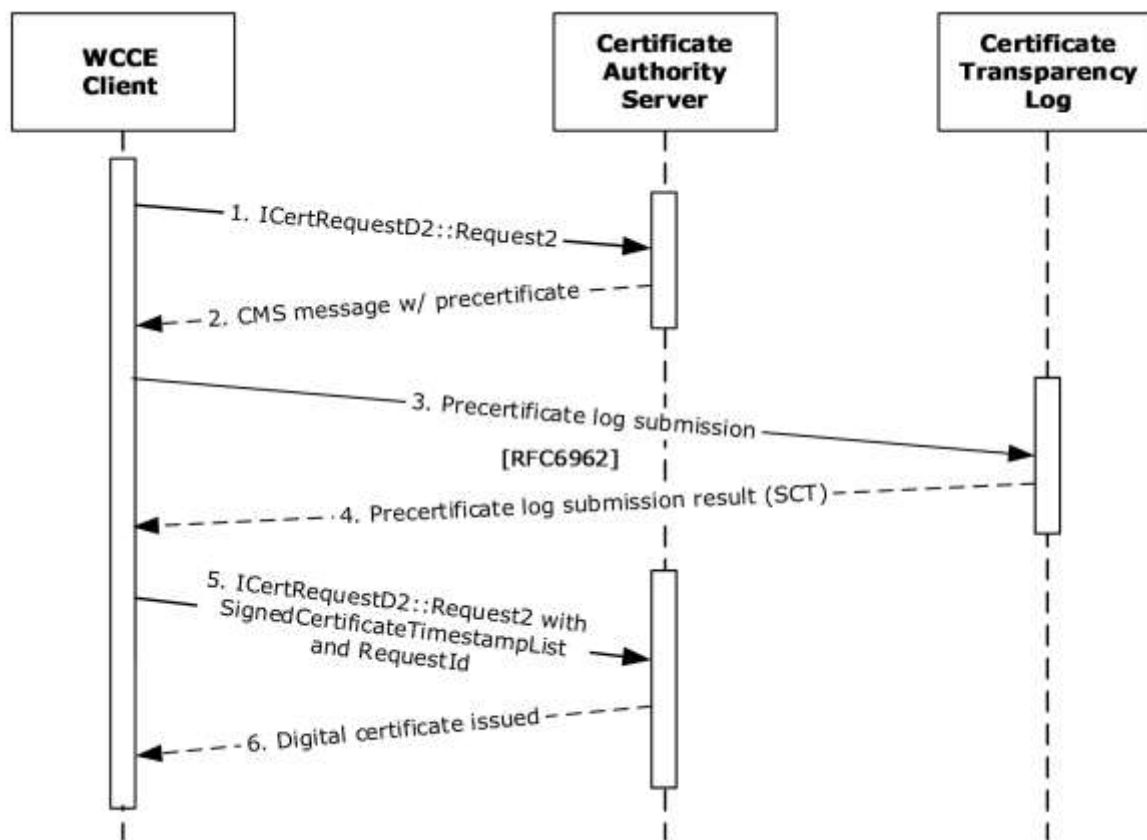 WCCE
Client
Certificate
Authority
Server
Certificate
Transparency
Log
1. ICertRequestD2::Request2
2. CMS message w/ precertificate
3. Precertificate log submission
[RFC6962]
4. Precertificate log submission result (SCT)
5. ICertRequestD2::Request2 with
SignedCertificateTimestampList
and RequestId
6. Digital certificate issued